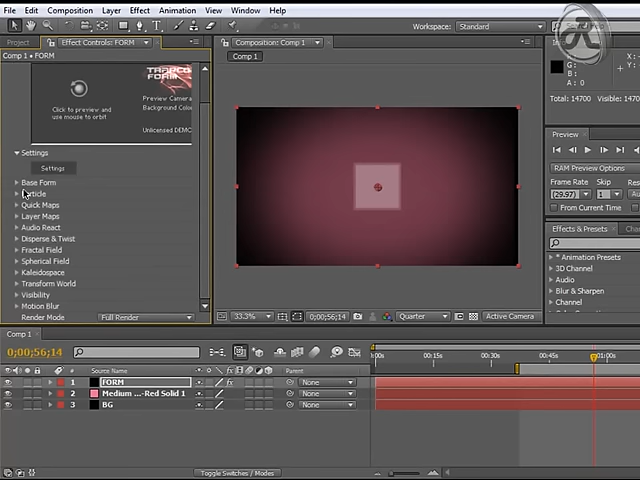 File Edit Composition Layer Effect Animation View Window Help
Workspace: Standard
Project Effect Controls: FORM
Composition: Comp 1
Comp 1 • FORM
Comp 1
R:
G:
B:
A: 0
X:
Y:
Total: 14700 Visible: 1470
TRAPCODE
FORM
Click to preview and
use mouse to orbit
Preview Camera
Background Color
Unlicensed DEMO
Settings
Settings
Base Form
Particle
Quick Maps
Layer Maps
Audio React
Disperse & Twist
Fractal Field
Spherical Field
Kaleidospace
Transform World
Visibility
Motion Blur
Render Mode Full Render
Preview
RAM Preview Options
Frame Rate Skip
(29.97) 1
From Current Time
Effects & Presets
* Animation Presets
3D Channel
Audio
Blur & Sharpen
Channel
33.3% 0;00;56;14 Quarter Active Camera
Comp 1
0;00;56;14
# Source Name Parent
:00s 00:15s 00:30s 00:45s 01:00s
1 FORM None
2 Medium ...-Red Solid 1 None
3 BG None
Toggle Switches / Modes